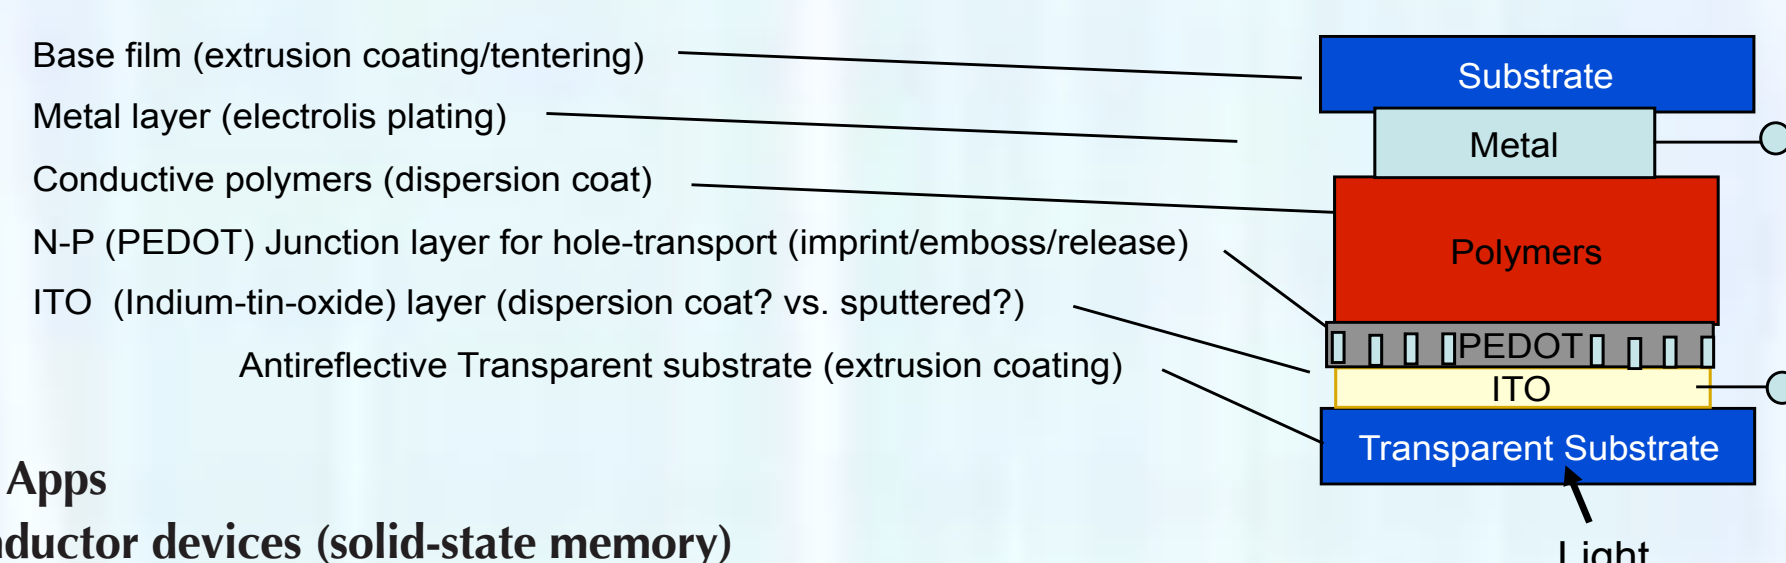 Base film (extrusion coating/tentering)
Substrate
Metal layer (electrolis plating)
Metal
Conductive polymers (dispersion coat)
N-P (PEDOT) Junction layer for hole-transport (imprint/emboss/release)
Polymers
ITO (Indium-tin-oxide) layer (dispersion coat? vs. sputtered?)
PEDOT
Antireflective Transparent substrate (extrusion coating)
ITO
Transparent Substrate
Apps
devices (solid-state memory)
Light